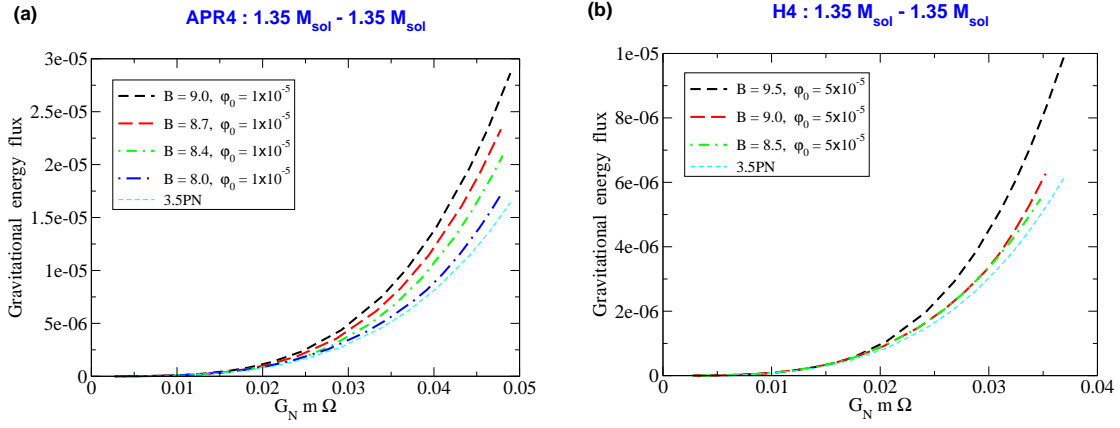 (a)
APR4 : 1.35 M_sol - 1.35 M_sol
3e-05
2.5e-05
2e-05
1.5e-05
1e-05
5e-06
0
Gravitational energy flux
B = 9.0, φ₀ = 1x10⁻⁵
B = 8.7, φ₀ = 1x10⁻⁵
B = 8.4, φ₀ = 1x10⁻⁵
B = 8.0, φ₀ = 1x10⁻⁵
3.5PN
0 0.01 0.02 0.03 0.04 0.05
G_N m Ω
(b)
H4 : 1.35 M_sol - 1.35 M_sol
1e-05
8e-06
6e-06
4e-06
2e-06
0
Gravitational energy flux
B = 9.5, φ₀ = 5x10⁻⁵
B = 9.0, φ₀ = 5x10⁻⁵
B = 8.5, φ₀ = 5x10⁻⁵
3.5PN
0 0.01 0.02 0.03 0.04
G_N m Ω